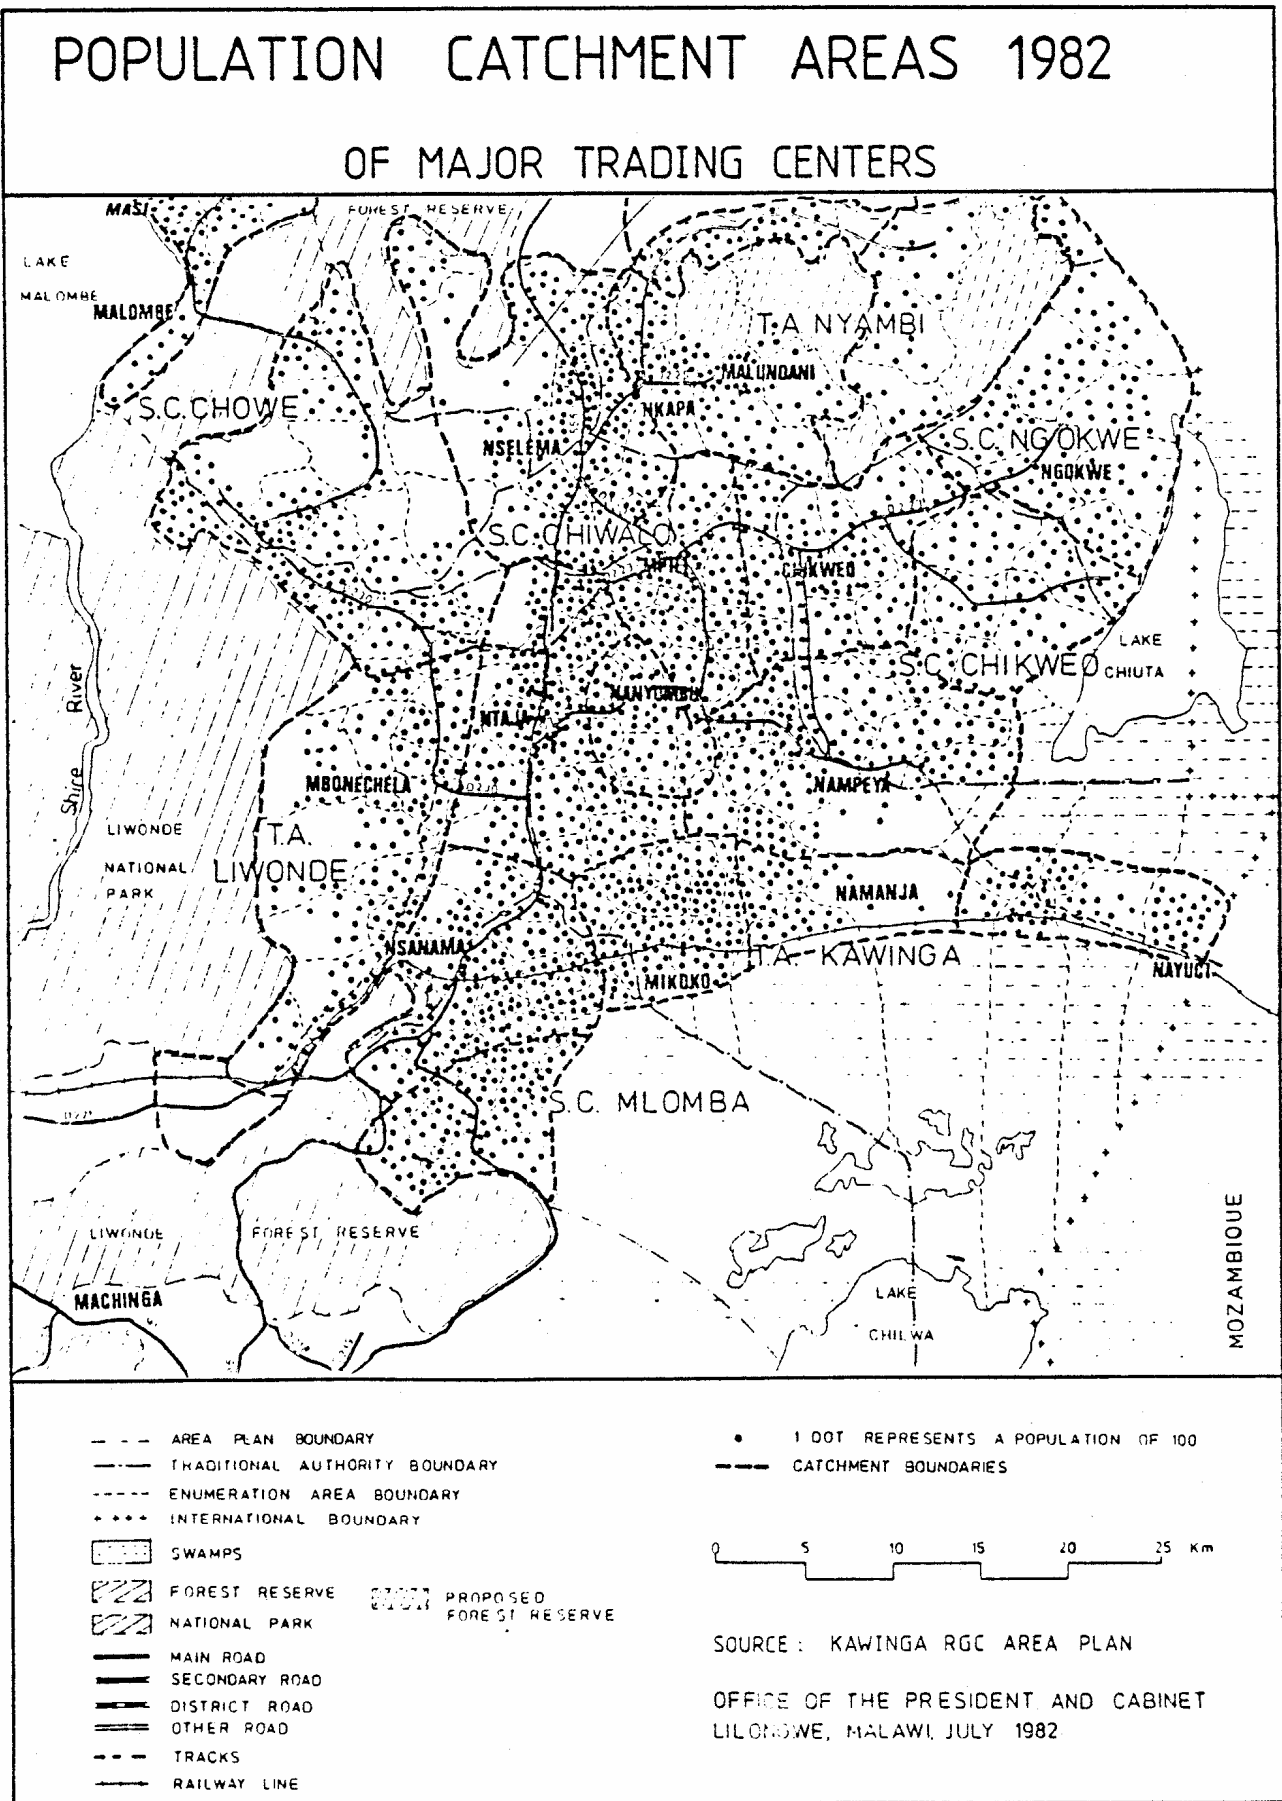 POPULATION CATCHMENT AREAS 1982
OF MAJOR TRADING CENTERS
MASI
FOREST RESERVE
LAKE
MALOMBE
MALOMBE
T.A. NYAMBI
MALUNDANI
S.C. CHOWE
NKAPA
NSELEMA
S.C. NGOKWE
NGOKWE
S.C. CHIWALO
MPIRI
CHIKWEO
LAKE
CHIUTA
S.C. CHIKWEO
NANYUMBU
NTAJA
Shire River
MBONECHELA
NAMPEYA
LIWONDE
NATIONAL
PARK
T.A.
LIWONDE
NAMANJA
NSANAMA
T.A. KAWINGA
MIKOKO
NAYUCI
S.C. MLOMBA
LIWONDE
FOREST RESERVE
MACHINGA
LAKE
CHILWA
MOZAMBIQUE
AREA PLAN BOUNDARY
TRADITIONAL AUTHORITY BOUNDARY
ENUMERATION AREA BOUNDARY
INTERNATIONAL BOUNDARY
SWAMPS
FOREST RESERVE
PROPOSED
FOREST RESERVE
NATIONAL PARK
MAIN ROAD
SECONDARY ROAD
DISTRICT ROAD
OTHER ROAD
TRACKS
RAILWAY LINE
1 DOT REPRESENTS A POPULATION OF 100
CATCHMENT BOUNDARIES
0 5 10 15 20 25 Km
SOURCE : KAWINGA RGC AREA PLAN
OFFICE OF THE PRESIDENT AND CABINET
LILONGWE, MALAWI, JULY 1982